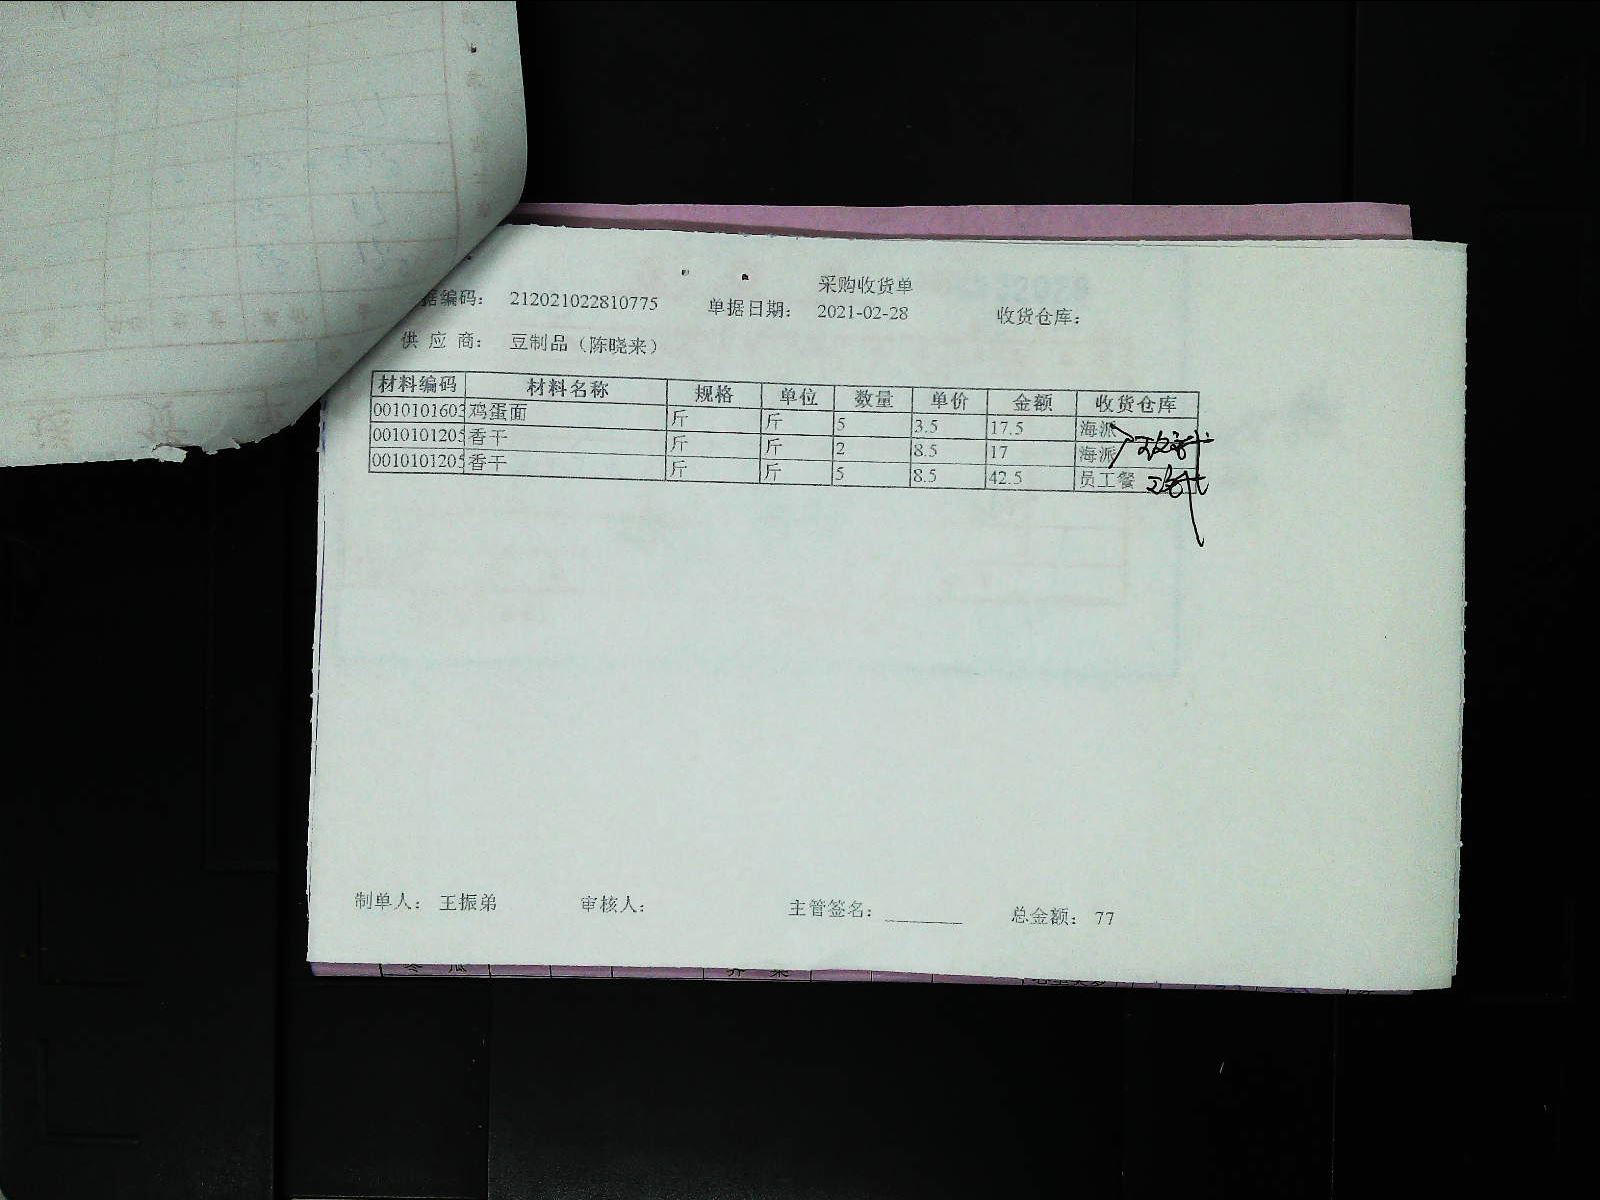 采购收货单
据编码： 212021022810775 单据日期： 2021-02-28 收货仓库：
供 应 商： 豆制品（陈晓来）
材料编码 材料名称 规格 单位 数量 单价 金额 收货仓库
0010101603 鸡蛋面 斤 斤 5 3.5 17.5 海派
0010101205 香干 斤 斤 2 8.5 17 海派
0010101205 香干 斤 斤 5 8.5 42.5 员工餐
制单人： 王振弟 审核人： 主管签名： 总金额： 77